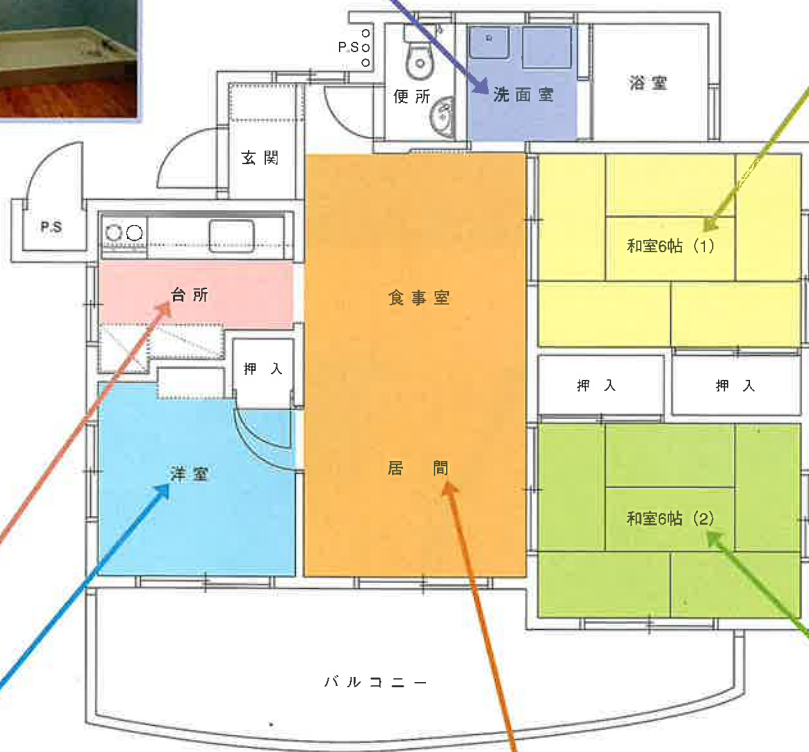 P.S
便所
洗面室
浴室
玄関
P.S
和室6帖（1）
台所
食事室
押入
押入
押入
洋室
居間
和室6帖（2）
バルコニー